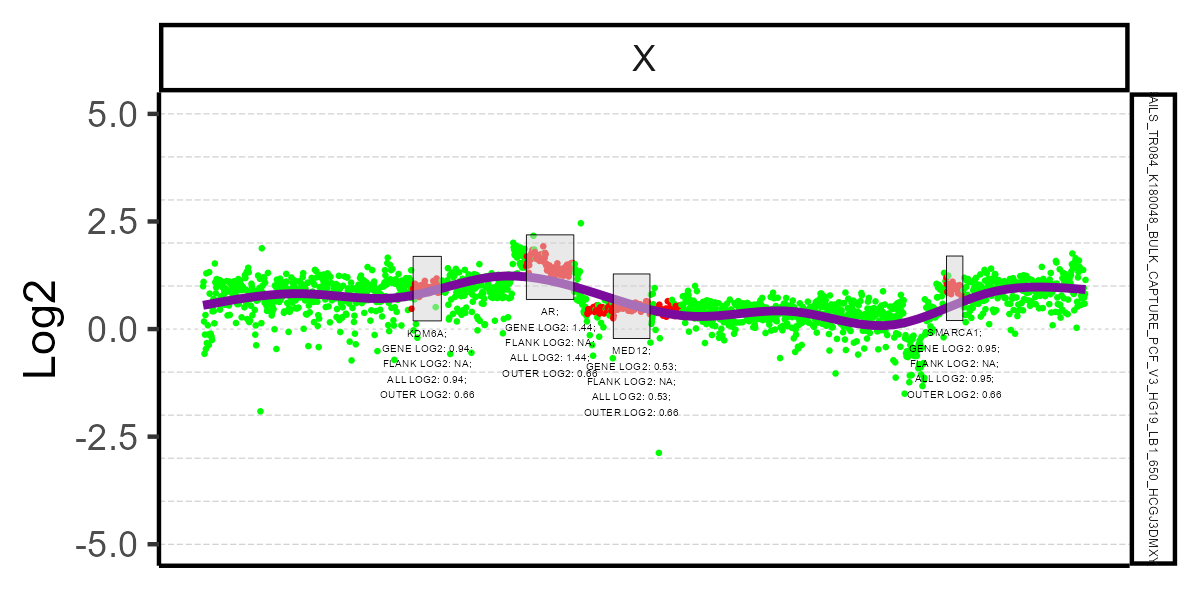 X
Log2
5.0
2.5
0.0
-2.5
-5.0
KDM6A;
GENE LOG2: 0.94;
FLANK LOG2: NA;
ALL LOG2: 0.94;
OUTER LOG2: 0.66
AR;
GENE LOG2: 1.44;
FLANK LOG2: NA;
ALL LOG2: 1.44;
OUTER LOG2: 0.66
MED12;
GENE LOG2: 0.53;
FLANK LOG2: NA;
ALL LOG2: 0.53;
OUTER LOG2: 0.66
SMARCA1;
GENE LOG2: 0.95;
FLANK LOG2: NA;
ALL LOG2: 0.95;
OUTER LOG2: 0.66
AILS_TR084_K180048_BULK_CAPTURE_PCF_V3_HG19_LB1_650_HCGJ3DMXY